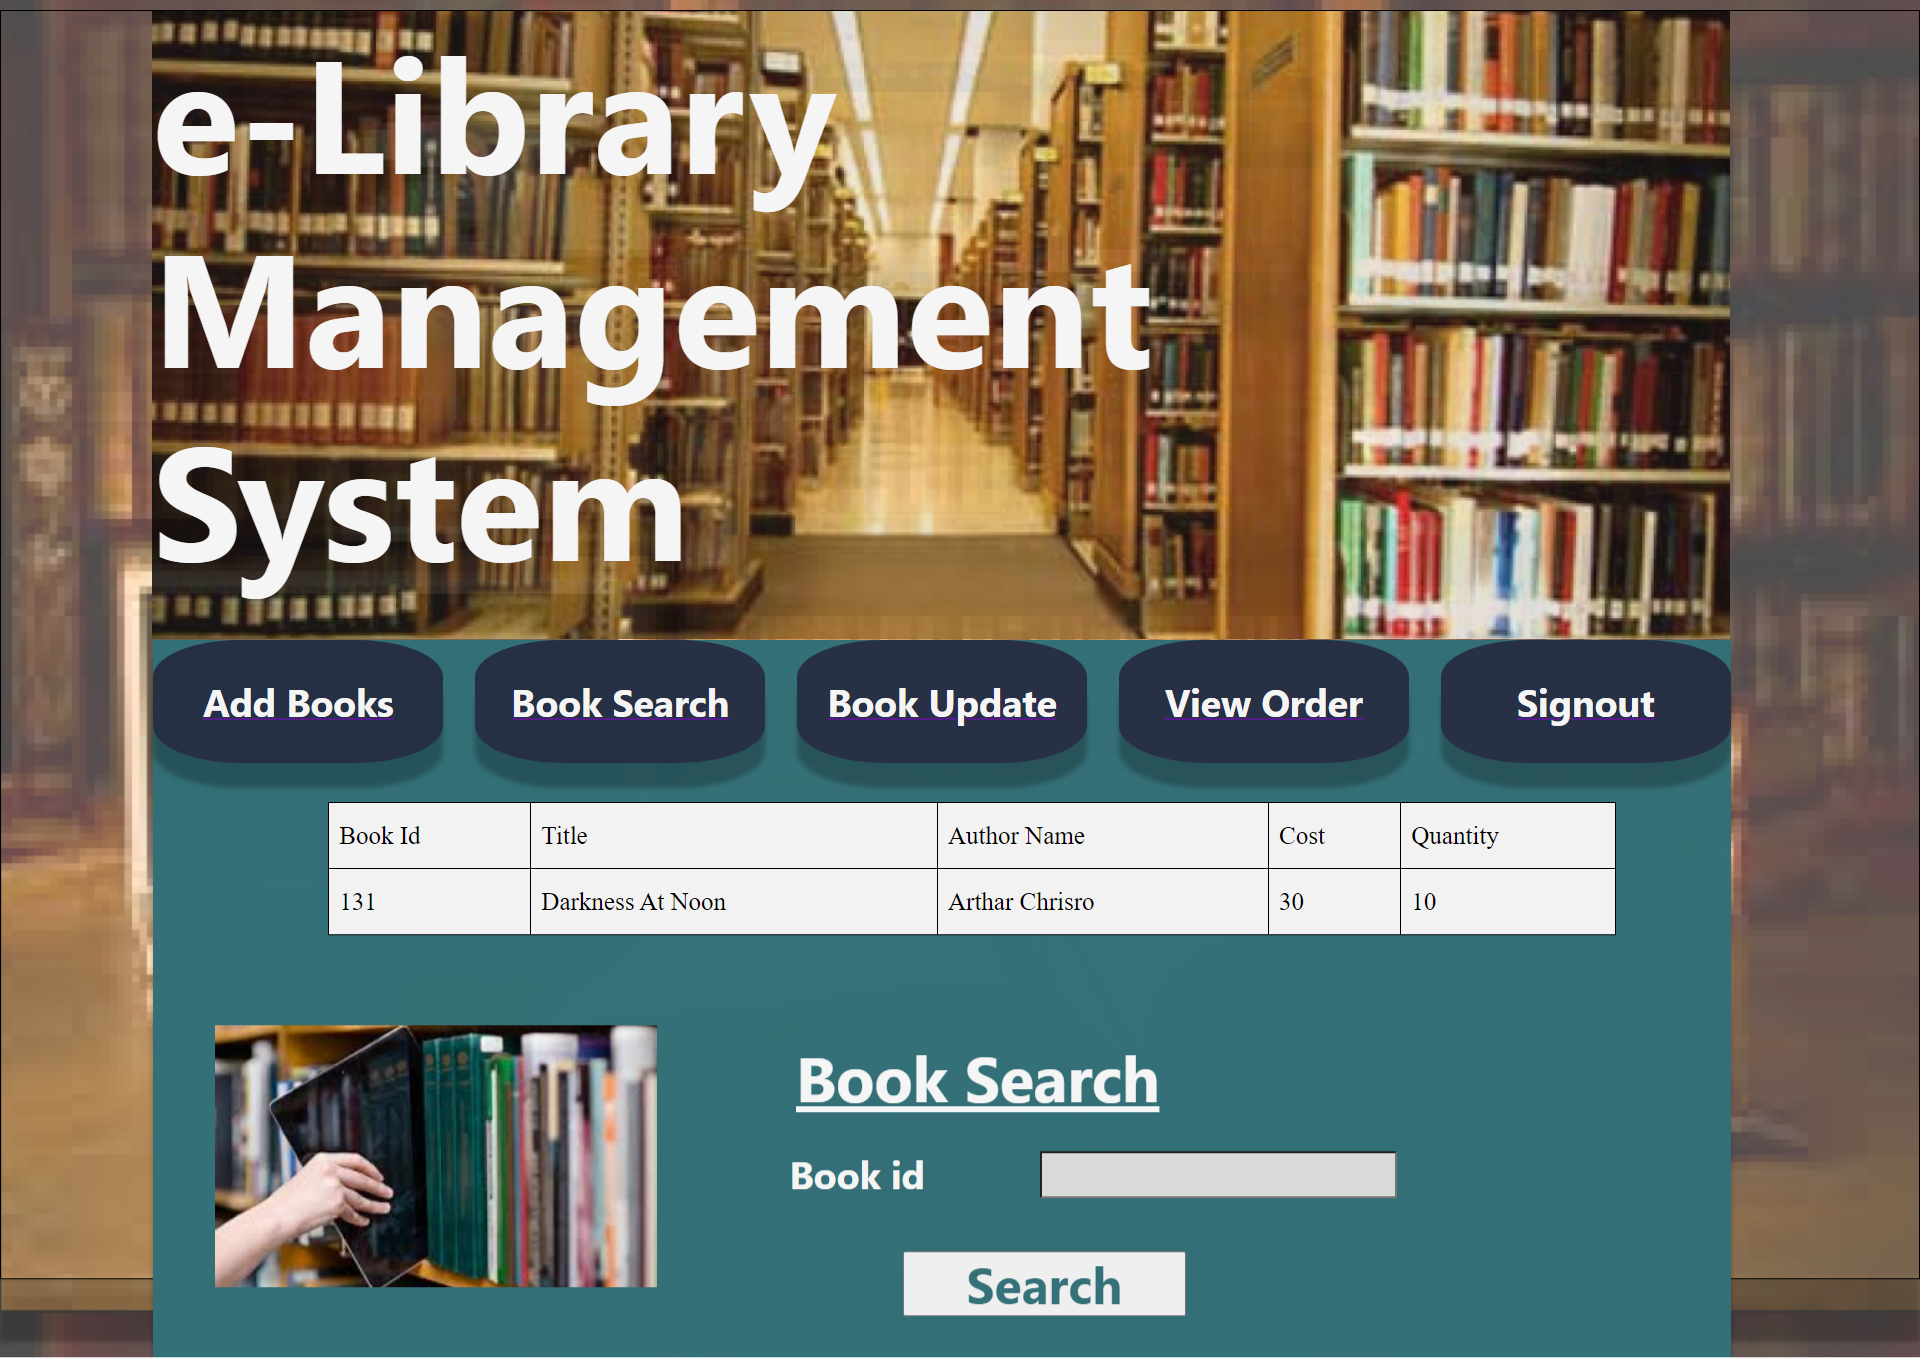 e-Library
Management
System
Add Books Book Search Book Update View Order Signout
Book Id Title Author Name Cost Quantity
131 Darkness At Noon Arthar Chrisro 30 10
Book Search
Book id
Search